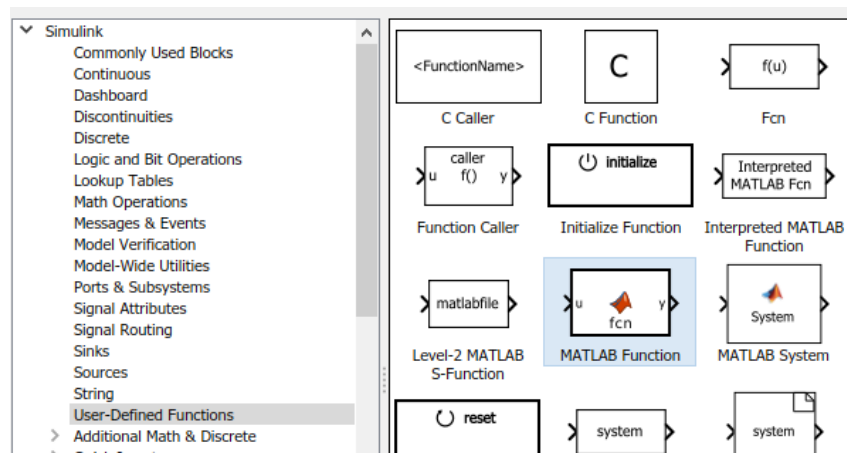 Simulink
Commonly Used Blocks
Continuous
Dashboard
Discontinuities
Discrete
Logic and Bit Operations
Lookup Tables
Math Operations
Messages & Events
Model Verification
Model-Wide Utilities
Ports & Subsystems
Signal Attributes
Signal Routing
Sinks
Sources
String
User-Defined Functions
Additional Math & Discrete
<FunctionName>
C Caller
C
C Function
f(u)
Fcn
caller
u f() y
Function Caller
initialize
Initialize Function
Interpreted
MATLAB Fcn
Interpreted MATLAB
Function
matlabfile
Level-2 MATLAB
S-Function
u y
fcn
MATLAB Function
System
MATLAB System
reset
system
system